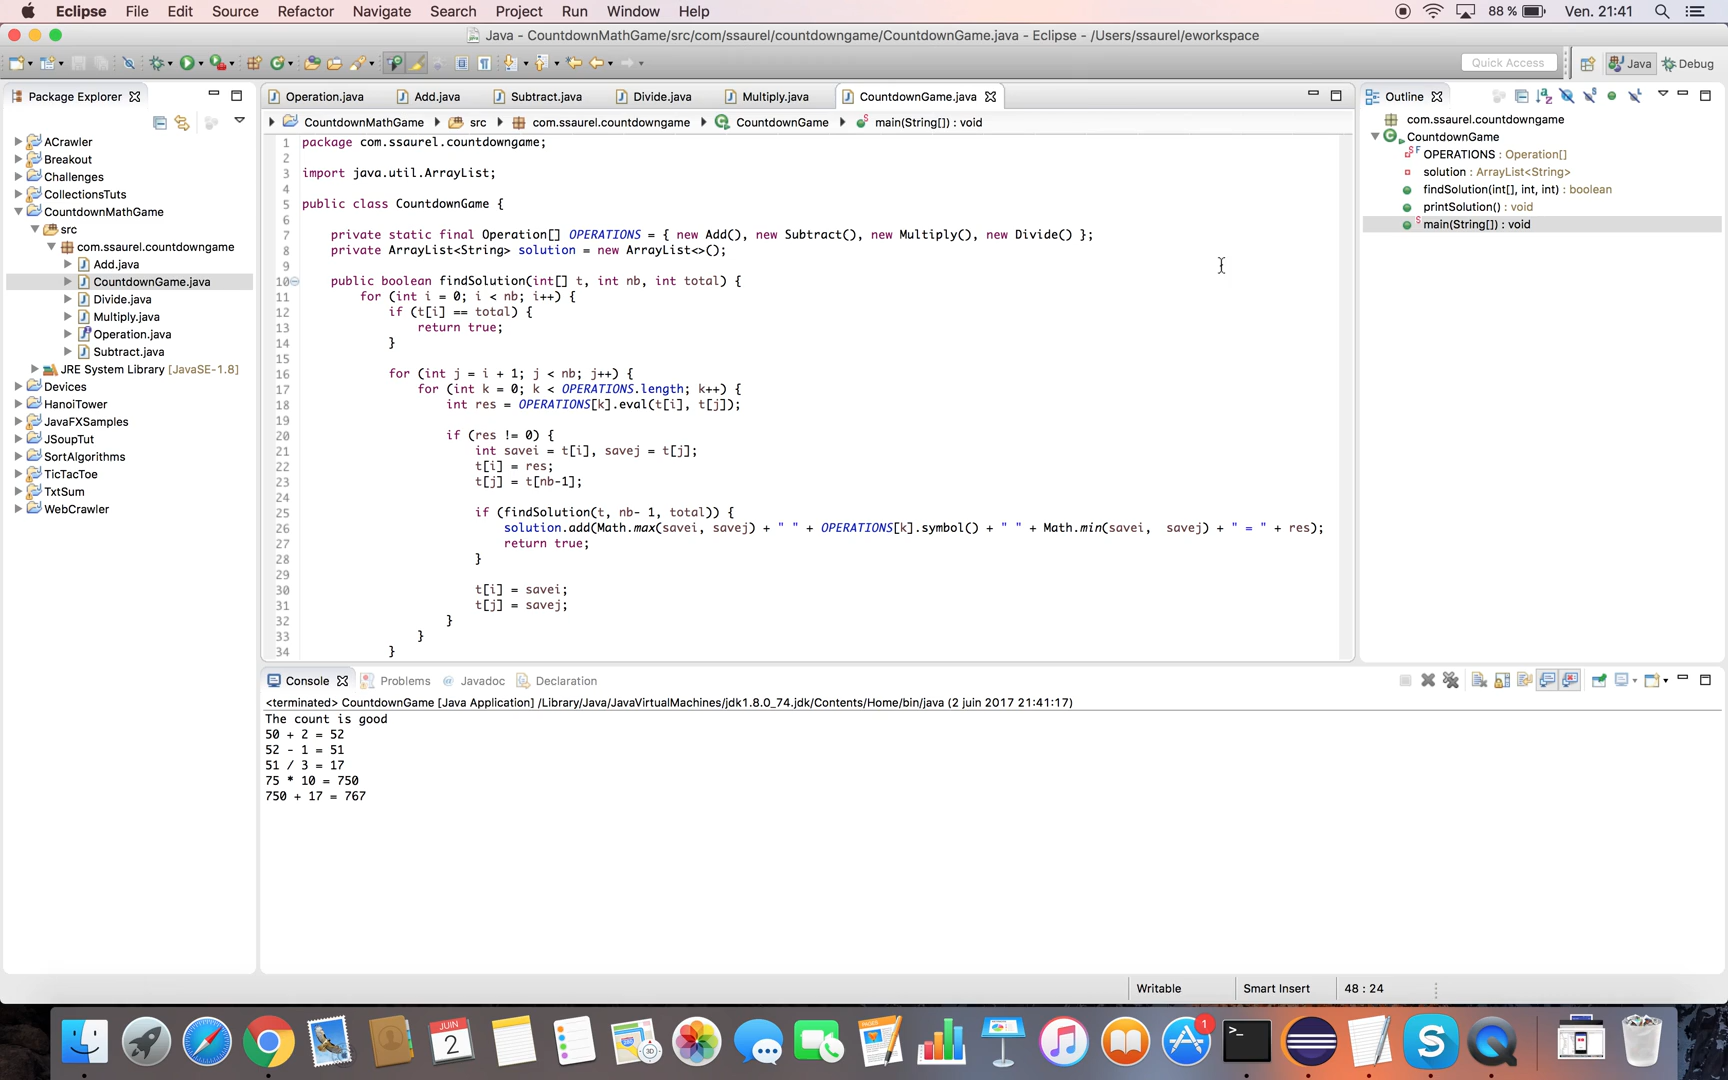 Eclipse File Edit Source Refactor Navigate Search Project Run Window Help 88 % Ven. 21:41
Java - CountdownMathGame/src/com/ssaurel/countdowngame/CountdownGame.java - Eclipse - /Users/ssaurel/eworkspace
Quick Access Java Debug
Package Explorer
ACrawler
Breakout
Challenges
CollectionsTuts
CountdownMathGame
src
com.ssaurel.countdowngame
Add.java
CountdownGame.java
Divide.java
Multiply.java
Operation.java
Subtract.java
JRE System Library [JavaSE-1.8]
Devices
HanoiTower
JavaFXSamples
JSoupTut
SortAlgorithms
TicTacToe
TxtSum
WebCrawler
Operation.java Add.java Subtract.java Divide.java Multiply.java CountdownGame.java
CountdownMathGame src com.ssaurel.countdowngame CountdownGame main(String[]) : void
1 package com.ssaurel.countdowngame;
2
3 import java.util.ArrayList;
4
5 public class CountdownGame {
6
7 private static final Operation[] OPERATIONS = { new Add(), new Subtract(), new Multiply(), new Divide() };
8 private ArrayList<String> solution = new ArrayList<>();
9
10 public boolean findSolution(int[] t, int nb, int total) {
11 for (int i = 0; i < nb; i++) {
12 if (t[i] == total) {
13 return true;
14 }
15
16 for (int j = i + 1; j < nb; j++) {
17 for (int k = 0; k < OPERATIONS.length; k++) {
18 int res = OPERATIONS[k].eval(t[i], t[j]);
19
20 if (res != 0) {
21 int savei = t[i], savej = t[j];
22 t[i] = res;
23 t[j] = t[nb-1];
24
25 if (findSolution(t, nb- 1, total)) {
26 solution.add(Math.max(savei, savej) + " " + OPERATIONS[k].symbol() + " " + Math.min(savei, savej) + " = " + res);
27 return true;
28 }
29
30 t[i] = savei;
31 t[j] = savej;
32 }
33 }
34 }
Outline
com.ssaurel.countdowngame
CountdownGame
OPERATIONS : Operation[]
solution : ArrayList<String>
findSolution(int[], int, int) : boolean
printSolution() : void
main(String[]) : void
Console Problems Javadoc Declaration
<terminated> CountdownGame [Java Application] /Library/Java/JavaVirtualMachines/jdk1.8.0_74.jdk/Contents/Home/bin/java (2 juin 2017 21:41:17)
The count is good
50 + 2 = 52
52 - 1 = 51
51 / 3 = 17
75 * 10 = 750
750 + 17 = 767
Writable Smart Insert 48 : 24
JUIN
2
3D
PAGES
1